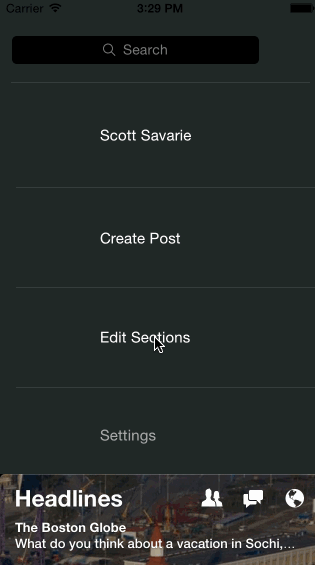 Carrier 3:29 PM
Search
Scott Savarie
Create Post
Edit Sections
Settings
Headlines
The Boston Globe
What do you think about a vacation in Sochi,...